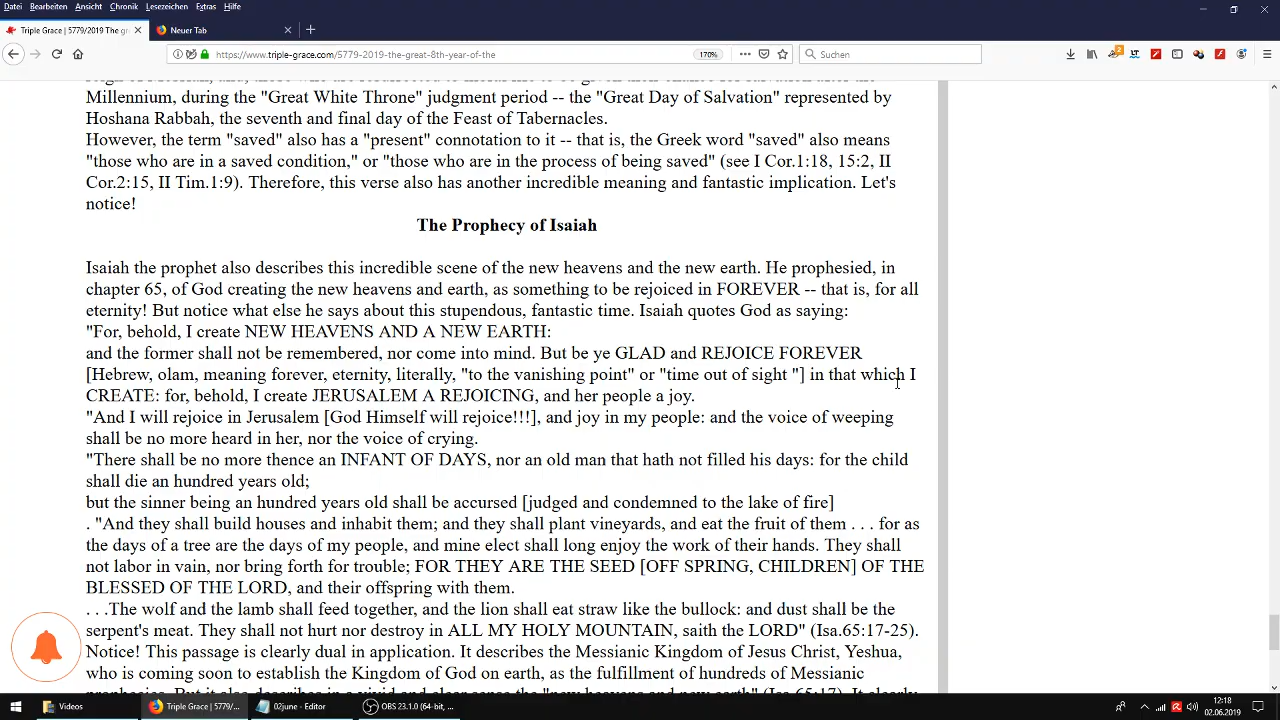 Datei Bearbeiten Ansicht Chronik Lesezeichen Extras Hilfe
Triple Grace | 5779/2019 The gr
Neuer Tab
https://www.triple-grace.com/5779-2019-the-great-8th-year-of-the
170%
Suchen
2
Millennium, during the "Great White Throne" judgment period -- the "Great Day of Salvation" represented by
Hoshana Rabbah, the seventh and final day of the Feast of Tabernacles.
However, the term "saved" also has a "present" connotation to it -- that is, the Greek word "saved" also means
"those who are in a saved condition," or "those who are in the process of being saved" (see I Cor.1:18, 15:2, II
Cor.2:15, II Tim.1:9). Therefore, this verse also has another incredible meaning and fantastic implication. Let's
notice!
The Prophecy of Isaiah
Isaiah the prophet also describes this incredible scene of the new heavens and the new earth. He prophesied, in
chapter 65, of God creating the new heavens and earth, as something to be rejoiced in FOREVER -- that is, for all
eternity! But notice what else he says about this stupendous, fantastic time. Isaiah quotes God as saying:
"For, behold, I create NEW HEAVENS AND A NEW EARTH:
and the former shall not be remembered, nor come into mind. But be ye GLAD and REJOICE FOREVER
[Hebrew, olam, meaning forever, eternity, literally, "to the vanishing point" or "time out of sight "] in that which I
CREATE: for, behold, I create JERUSALEM A REJOICING, and her people a joy.
"And I will rejoice in Jerusalem [God Himself will rejoice!!!], and joy in my people: and the voice of weeping
shall be no more heard in her, nor the voice of crying.
"There shall be no more thence an INFANT OF DAYS, nor an old man that hath not filled his days: for the child
shall die an hundred years old;
but the sinner being an hundred years old shall be accursed [judged and condemned to the lake of fire]
. "And they shall build houses and inhabit them; and they shall plant vineyards, and eat the fruit of them . . . for as
the days of a tree are the days of my people, and mine elect shall long enjoy the work of their hands. They shall
not labor in vain, nor bring forth for trouble; FOR THEY ARE THE SEED [OFF SPRING, CHILDREN] OF THE
BLESSED OF THE LORD, and their offspring with them.
. . .The wolf and the lamb shall feed together, and the lion shall eat straw like the bullock: and dust shall be the
serpent's meat. They shall not hurt nor destroy in ALL MY HOLY MOUNTAIN, saith the LORD" (Isa.65:17-25).
Notice! This passage is clearly dual in application. It describes the Messianic Kingdom of Jesus Christ, Yeshua,
who is coming soon to establish the Kingdom of God on earth, as the fulfillment of hundreds of Messianic
Videos
Triple Grace | 5779/...
02june - Editor
OBS 23.1.0 (64-bit, ...
12:18
02.06.2019